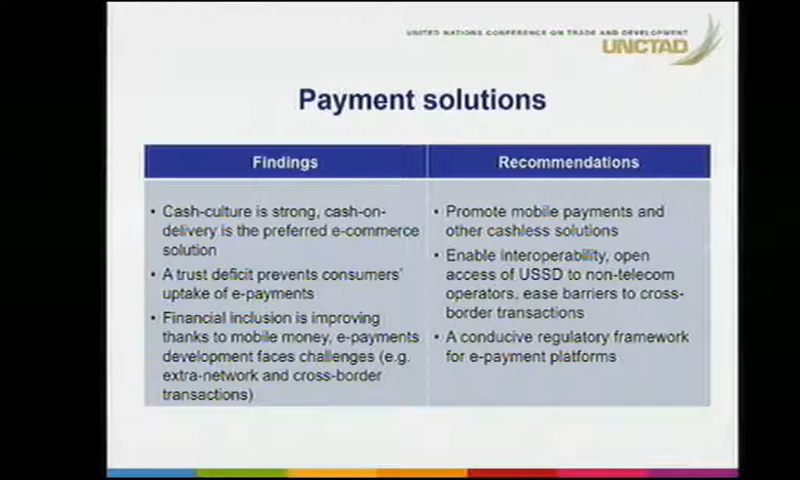 UNITED NATIONS CONFERENCE ON TRADE AND DEVELOPMENT
UNCTAD
Payment solutions
Findings
Recommendations
• Cash-culture is strong, cash-on-
delivery is the preferred e-commerce
solution
• A trust deficit prevents consumers'
uptake of e-payments
• Financial inclusion is improving
thanks to mobile money, e-payments
development faces challenges (e.g.
extra-network and cross-border
transactions)
• Promote mobile payments and
other cashless solutions
• Enable interoperability, open
access of USSD to non-telecom
operators, ease barriers to cross-
border transactions
• A conducive regulatory framework
for e-payment platforms